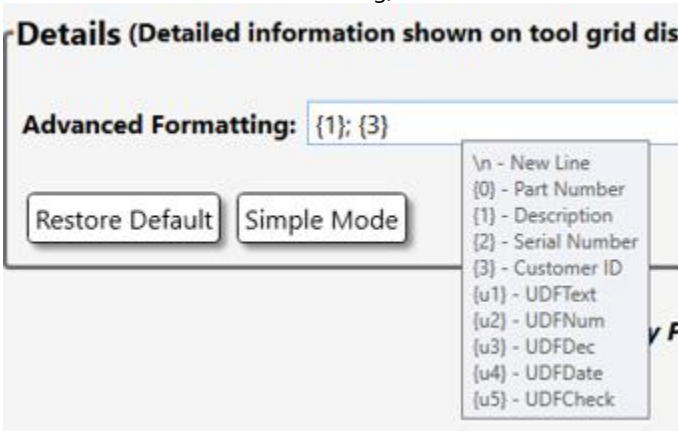 Details (Detailed information shown on tool grid dis
Advanced Formatting: {1}; {3}
\n - New Line
{0} - Part Number
{1} - Description
{2} - Serial Number
{3} - Customer ID
{u1} - UDFText
{u2} - UDFNum
{u3} - UDFDec
{u4} - UDFDate
{u5} - UDFCheck
Restore Default
Simple Mode